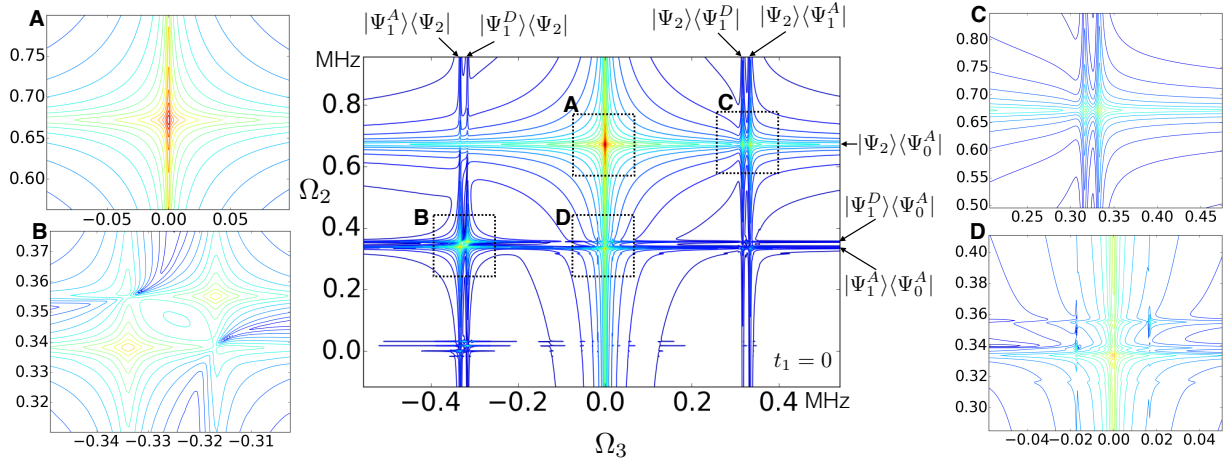 A
0.75
0.70
0.65
0.60
−0.05
0.00
0.05
B
0.37
0.36
0.35
0.34
0.33
0.32
−0.34
−0.33
−0.32
−0.31
|Ψ₁ᴬ⟩⟨Ψ₂|
|Ψ₁ᴰ⟩⟨Ψ₂|
|Ψ₂⟩⟨Ψ₁ᴰ|
|Ψ₂⟩⟨Ψ₁ᴬ|
MHz
0.8
0.6
Ω₂
0.4
0.2
0.0
A
C
B
D
t₁ = 0
−0.4
−0.2
0.0
0.2
0.4
MHz
Ω₃
|Ψ₂⟩⟨Ψ₀ᴬ|
|Ψ₁ᴰ⟩⟨Ψ₀ᴬ|
|Ψ₁ᴬ⟩⟨Ψ₀ᴬ|
C
0.80
0.75
0.70
0.65
0.60
0.55
0.50
0.20
0.25
0.30
0.35
0.40
0.45
D
0.40
0.38
0.36
0.34
0.32
0.30
−0.04
−0.02
0.00
0.02
0.04